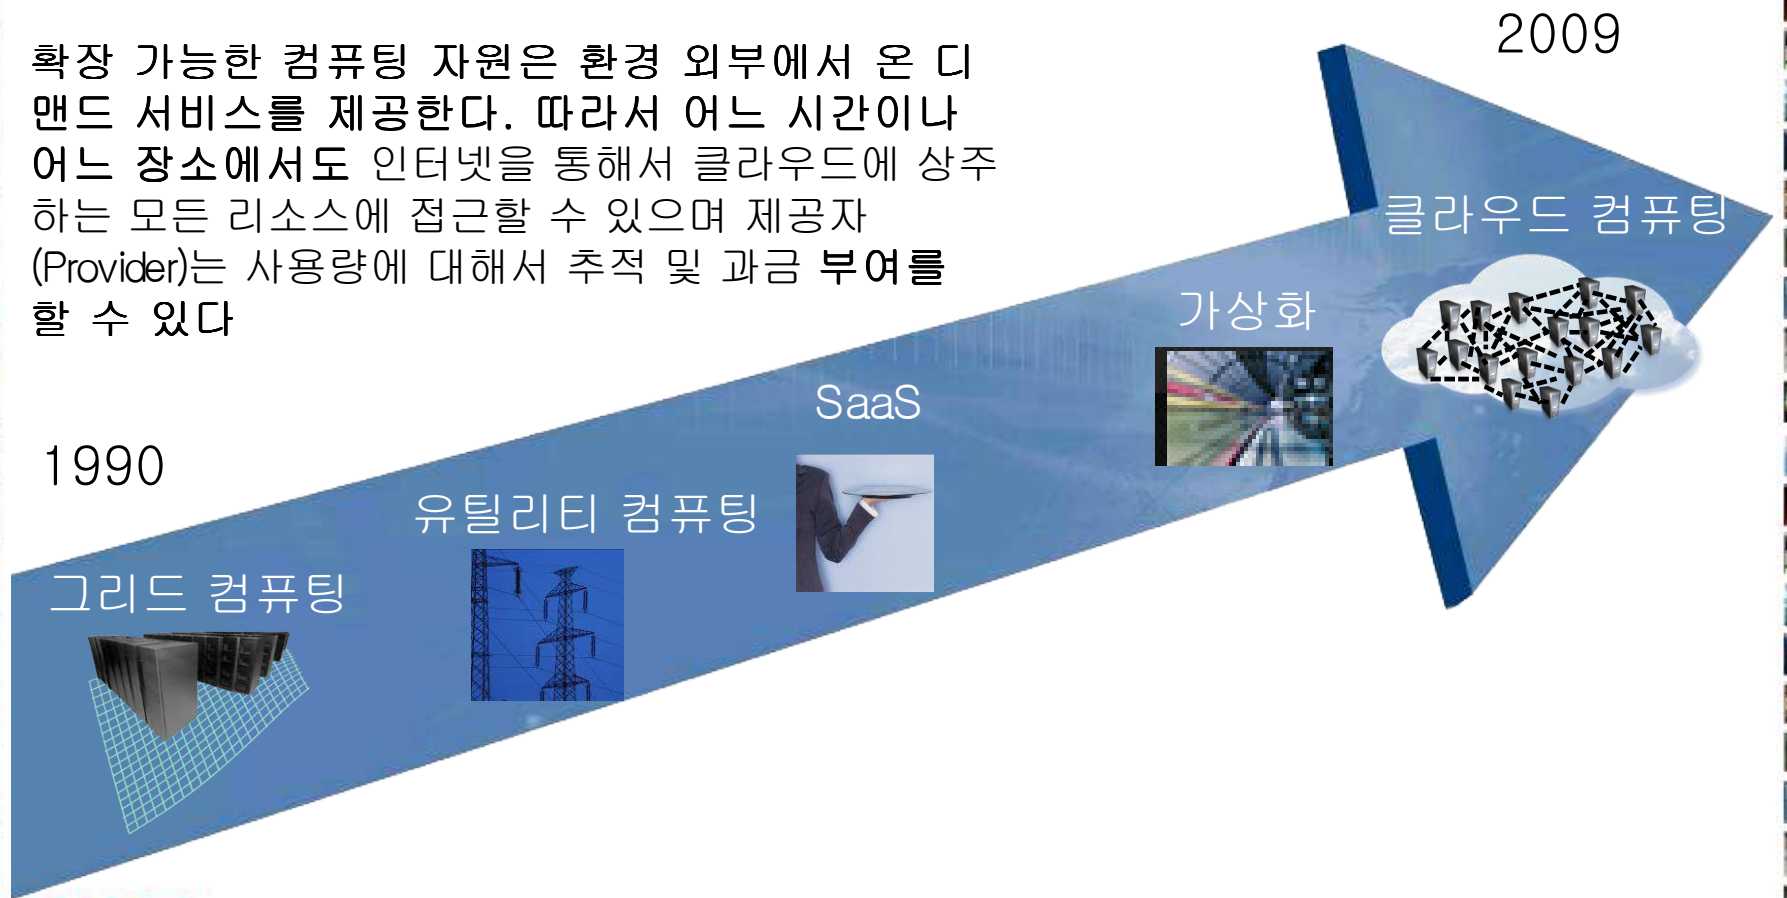 2009
확장 가능한 컴퓨팅 자원은 환경 외부에서 온 디
맨드 서비스를 제공한다. 따라서 어느 시간이나
어느 장소에서도 인터넷을 통해서 클라우드에 상주
하는 모든 리소스에 접근할 수 있으며 제공자
(Provider)는 사용량에 대해서 추적 및 과금 부여를
할 수 있다
클라우드 컴퓨팅
가상화
SaaS
1990
유틸리티 컴퓨팅
그리드 컴퓨팅